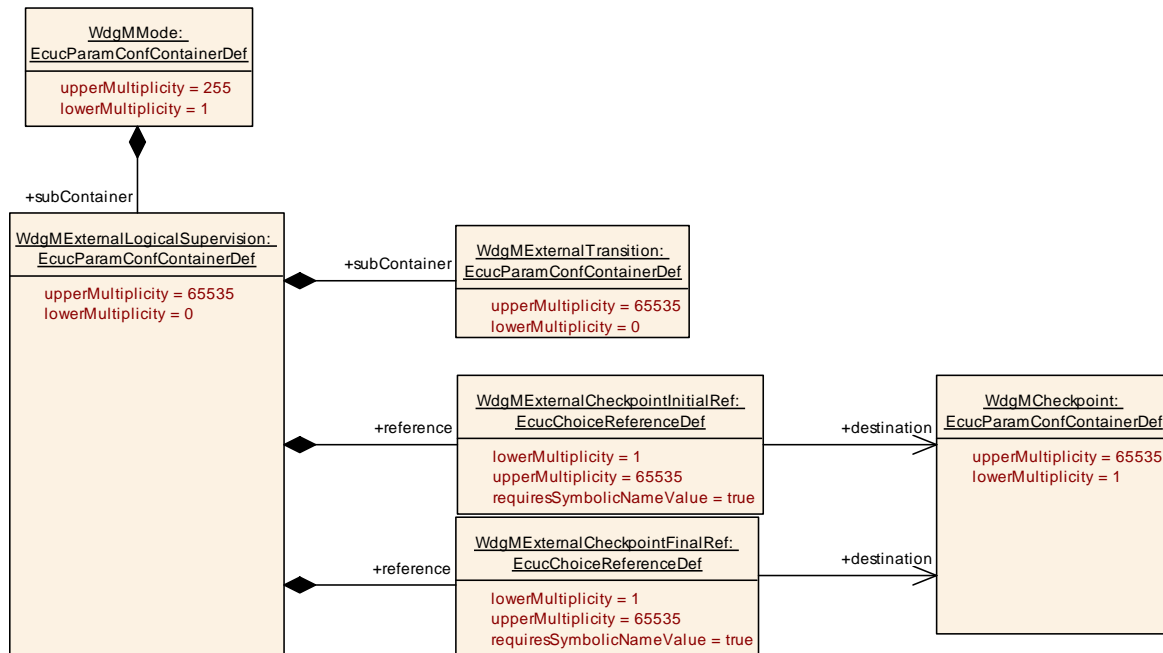 WdgMMode:
EcucParamConfContainerDef
upperMultiplicity = 255
lowerMultiplicity = 1
+subContainer
WdgMExternalLogicalSupervision:
EcucParamConfContainerDef
upperMultiplicity = 65535
lowerMultiplicity = 0
+subContainer
WdgMExternalTransition:
EcucParamConfContainerDef
upperMultiplicity = 65535
lowerMultiplicity = 0
+reference
WdgMExternalCheckpointInitialRef:
EcucChoiceReferenceDef
lowerMultiplicity = 1
upperMultiplicity = 65535
requiresSymbolicNameValue = true
+destination
WdgMCheckpoint:
EcucParamConfContainerDef
upperMultiplicity = 65535
lowerMultiplicity = 1
+reference
WdgMExternalCheckpointFinalRef:
EcucChoiceReferenceDef
lowerMultiplicity = 1
upperMultiplicity = 65535
requiresSymbolicNameValue = true
+destination